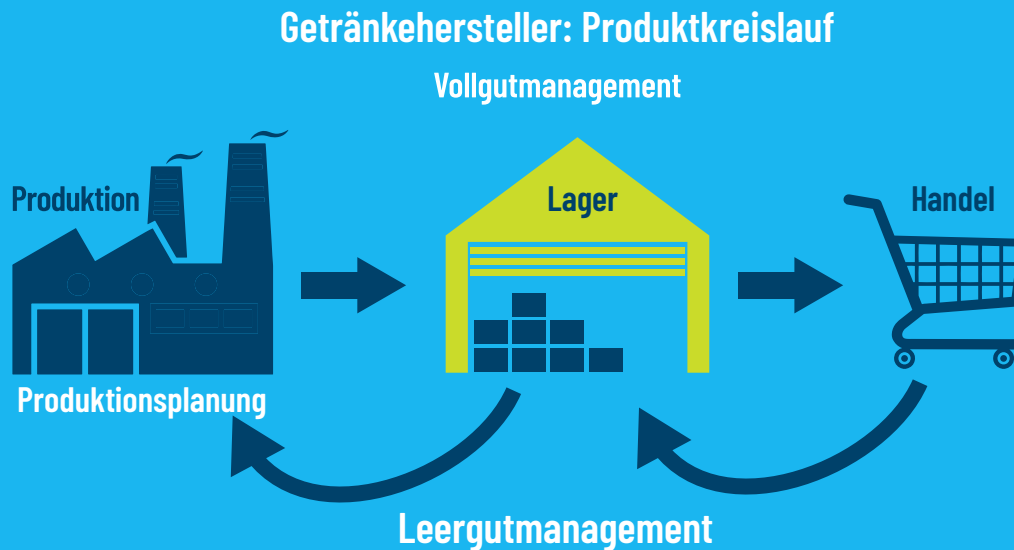 Getränkehersteller: Produktkreislauf
Vollgutmanagement
Produktion
Lager
Handel
Produktionsplanung
Leergutmanagement